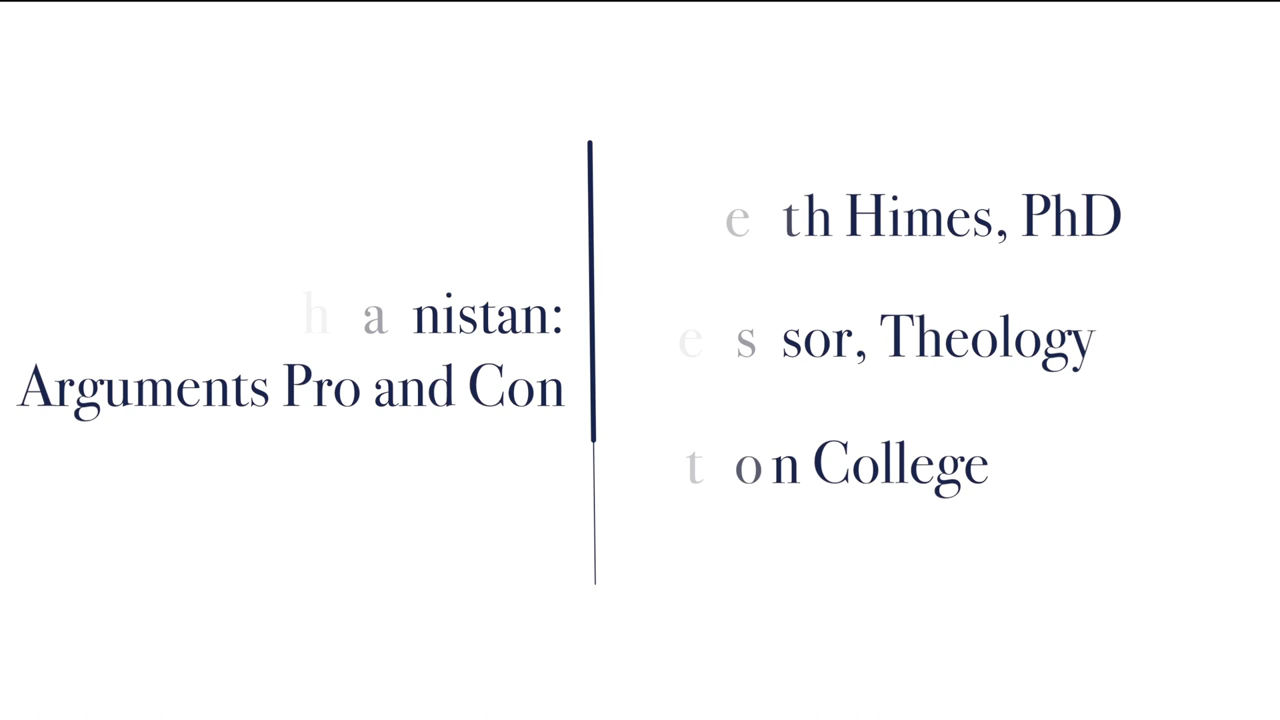 h a nistan:
Arguments Pro and Con
e th Himes, PhD
e s sor, Theology
t on College